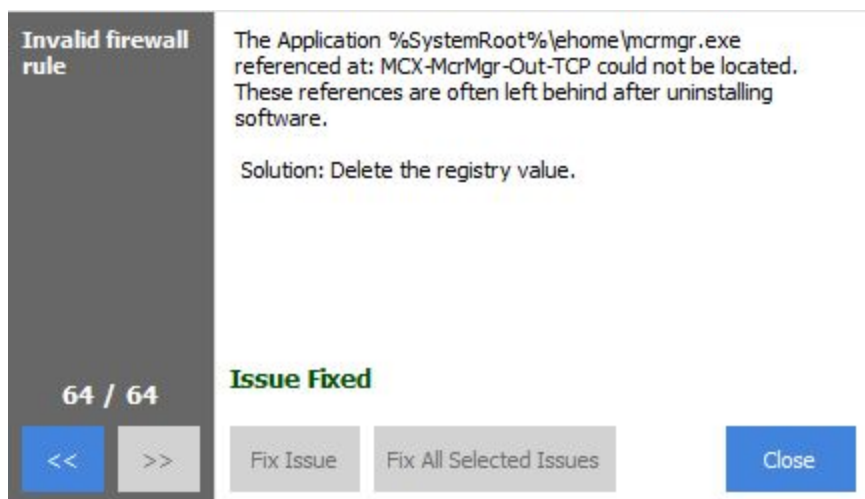 Invalid firewall
rule
The Application %SystemRoot%\ehome\mcrmgr.exe
referenced at: MCX-McrMgr-Out-TCP could not be located.
These references are often left behind after uninstalling
software.
Solution: Delete the registry value.
64 / 64
Issue Fixed
<<
>>
Fix Issue
Fix All Selected Issues
Close